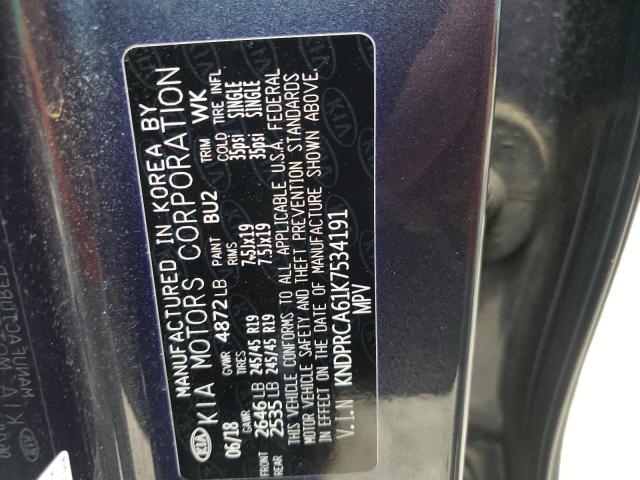 MANUFACTURED IN KOREA BY
KIA KIA MOTORS CORPORATION
06/18 GVWR 4872LB PAINT BU2 TRIM WK
GAWR TIRES RIMS COLD TIRE INFL
FRONT 2646LB 245/45 R19 7.5Jx19 35psi SINGLE
REAR 2535LB 245/45 R19 7.5Jx19 35psi SINGLE
THIS VEHICLE CONFORMS TO ALL APPLICABLE U.S.A. FEDERAL
MOTOR VEHICLE SAFETY AND THEFT PREVENTION STANDARDS
IN EFFECT ON THE DATE OF MANUFACTURE SHOWN ABOVE.
V.I.N KNDPRCA61K7534191
MPV